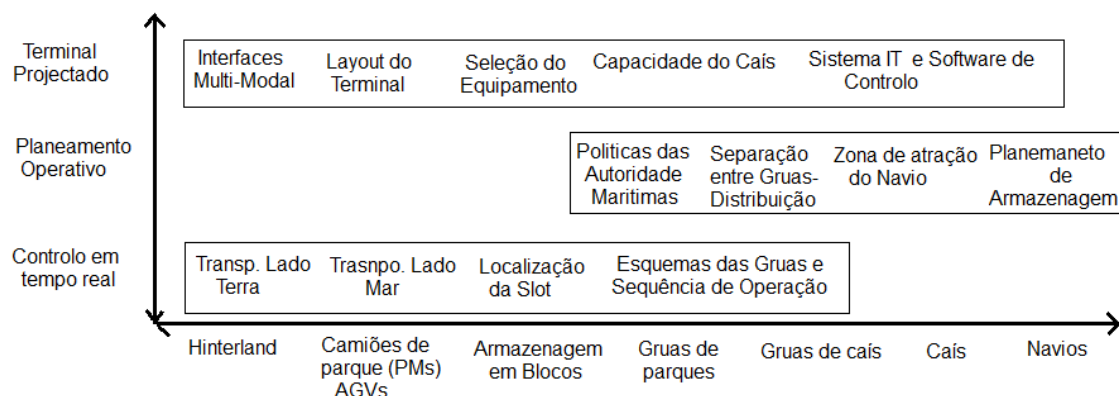 Terminal
Projectado
Interfaces
Multi-Modal
Layout do
Terminal
Seleção do
Equipamento
Capacidade do Caís
Sistema IT e Software de
Controlo
Planeamento
Operativo
Politicas das
Autoridade
Maritimas
Separação
entre Gruas-
Distribuição
Zona de atração
do Navio
Planemaneto
de
Armazenagem
Controlo em
tempo real
Transp. Lado
Terra
Trasnpo. Lado
Mar
Localização
da Slot
Esquemas das Gruas e
Sequência de Operação
Hinterland
Camiões de
parque (PMs)
AGVs
Armazenagem
em Blocos
Gruas de
parques
Gruas de caís
Caís
Navios